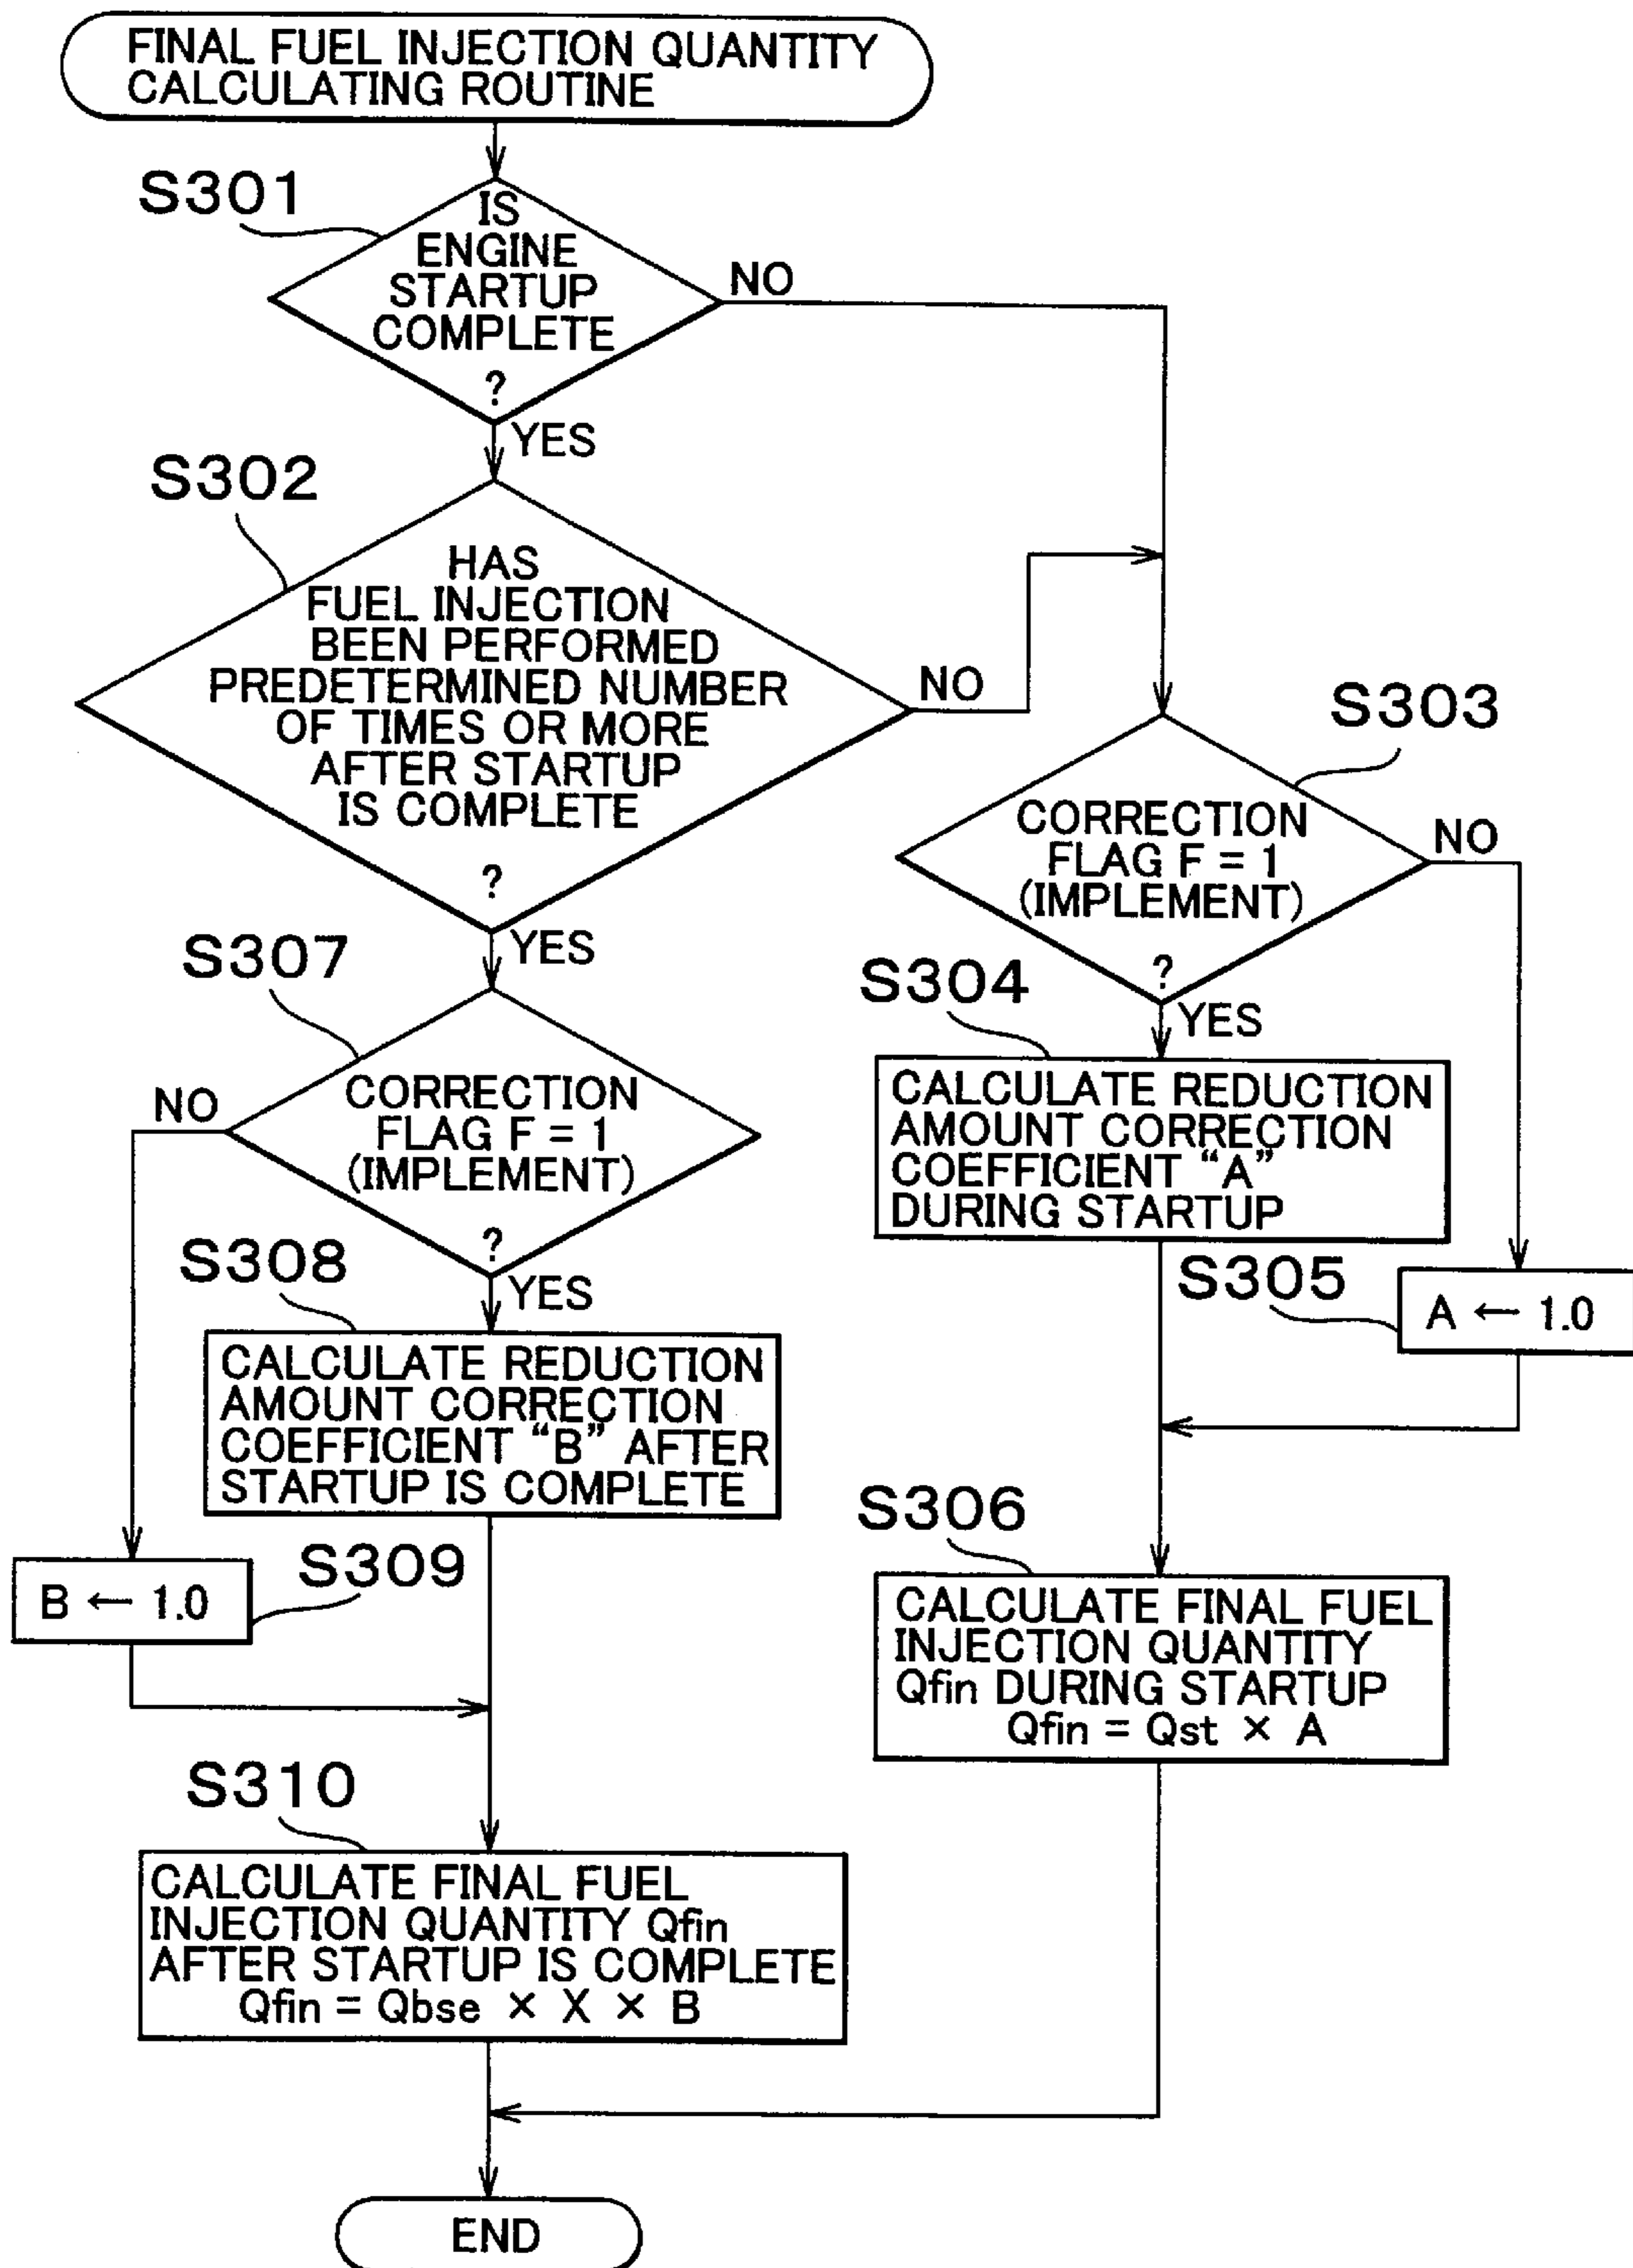 FINAL FUEL INJECTION QUANTITY
CALCULATING ROUTINE
S301
IS
ENGINE
STARTUP
COMPLETE
?
NO
YES
S302
HAS
FUEL INJECTION
BEEN PERFORMED
PREDETERMINED NUMBER
OF TIMES OR MORE
AFTER STARTUP
IS COMPLETE
?
NO
YES
S303
CORRECTION
FLAG F = 1
(IMPLEMENT)
?
NO
YES
S304
CALCULATE REDUCTION
AMOUNT CORRECTION
COEFFICIENT “A”
DURING STARTUP
S305
A ← 1.0
S306
CALCULATE FINAL FUEL
INJECTION QUANTITY
Qfin DURING STARTUP
Qfin = Qst × A
S307
CORRECTION
FLAG F = 1
(IMPLEMENT)
?
NO
YES
S308
CALCULATE REDUCTION
AMOUNT CORRECTION
COEFFICIENT “B” AFTER
STARTUP IS COMPLETE
S309
B ← 1.0
S310
CALCULATE FINAL FUEL
INJECTION QUANTITY Qfin
AFTER STARTUP IS COMPLETE
Qfin = Qbse × X × B
END